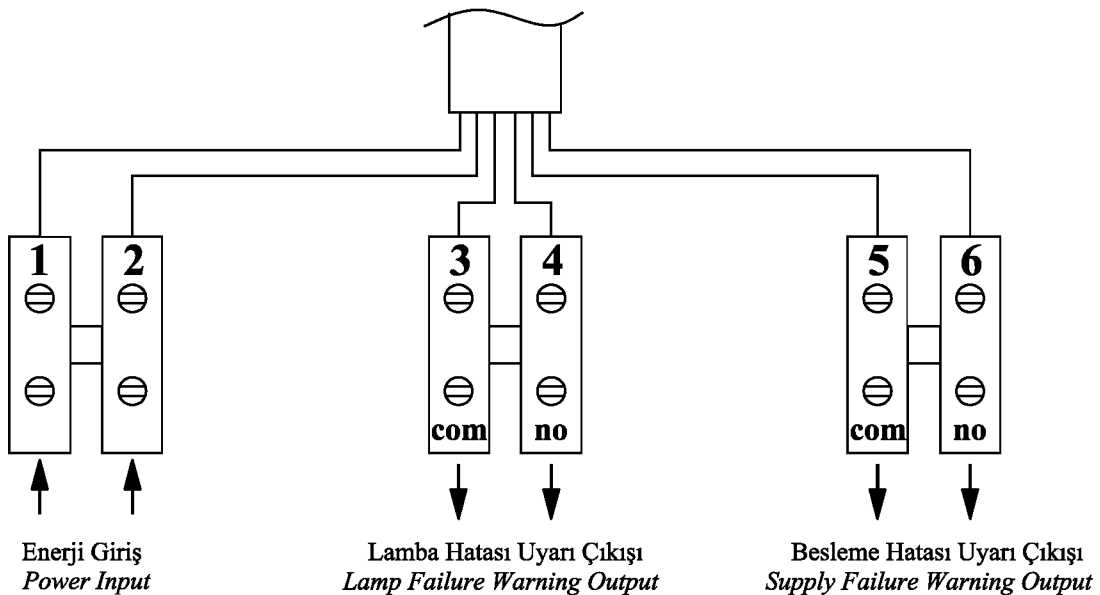 1 2 3 4 5 6
com no com no
Enerji Giriş
Power Input
Lamba Hatası Uyarı Çıkışı
Lamp Failure Warning Output
Besleme Hatası Uyarı Çıkışı
Supply Failure Warning Output